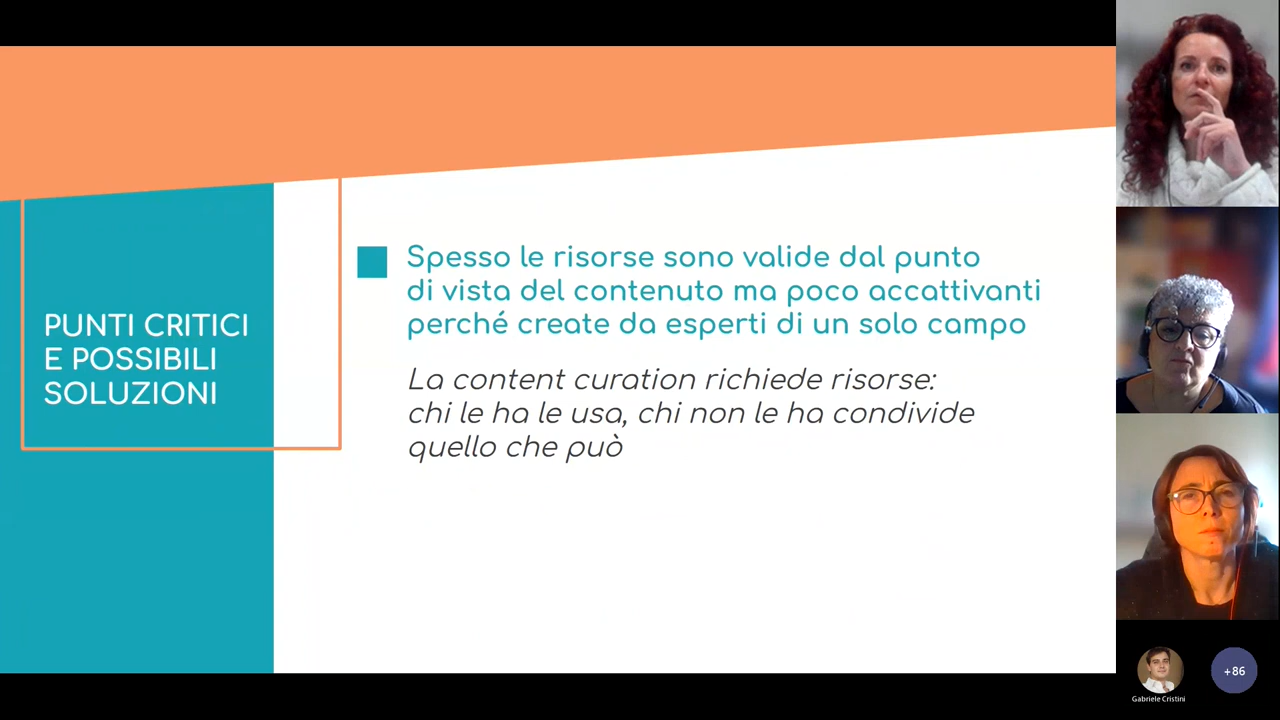 PUNTI CRITICI
E POSSIBILI
SOLUZIONI
Spesso le risorse sono valide dal punto
di vista del contenuto ma poco accattivanti
perché create da esperti di un solo campo
La content curation richiede risorse:
chi le ha le usa, chi non le ha condivide
quello che può
Gabriele Cristini
+86